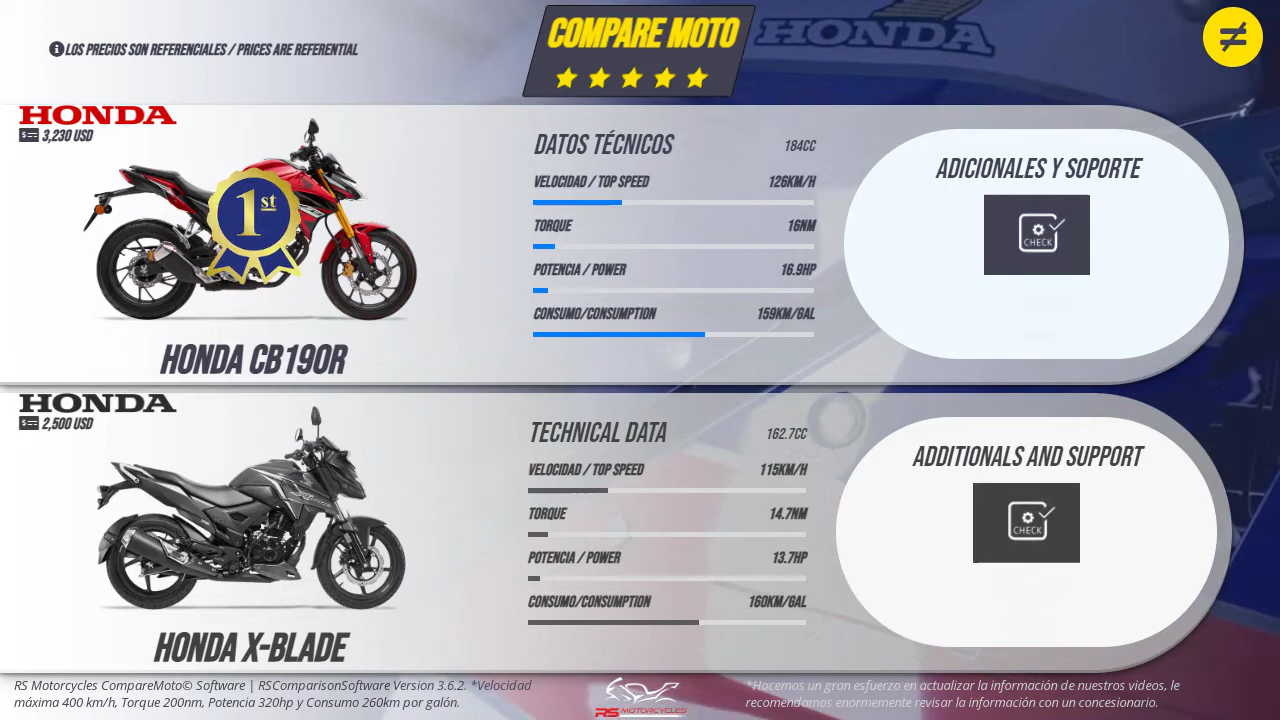 LOS PRECIOS SON REFERENCIALES / PRICES ARE REFERENTIAL
COMPARE MOTO
HONDA
HONDA
3,230 USD
1st
HONDA CB190R
DATOS TÉCNICOS
184CC
VELOCIDAD / TOP SPEED
126KM/H
TORQUE
16NM
POTENCIA / POWER
16.9HP
CONSUMO/CONSUMPTION
159KM/GAL
ADICIONALES Y SOPORTE
CHECK
HONDA
2,500 USD
HONDA X-BLADE
TECHNICAL DATA
162.7CC
VELOCIDAD / TOP SPEED
115KM/H
TORQUE
14.7NM
POTENCIA / POWER
13.7HP
CONSUMO/CONSUMPTION
160KM/GAL
ADDITIONALS AND SUPPORT
CHECK
RS Motorcycles CompareMoto© Software | RSComparisonSoftware Version 3.6.2. *Velocidad
máxima 400 km/h, Torque 200nm, Potencia 320hp y Consumo 260km por galón.
RS MOTORCYCLES
*Hacemos un gran esfuerzo en actualizar la información de nuestros videos, le
recomendamos enormemente revisar la información con un concesionario.